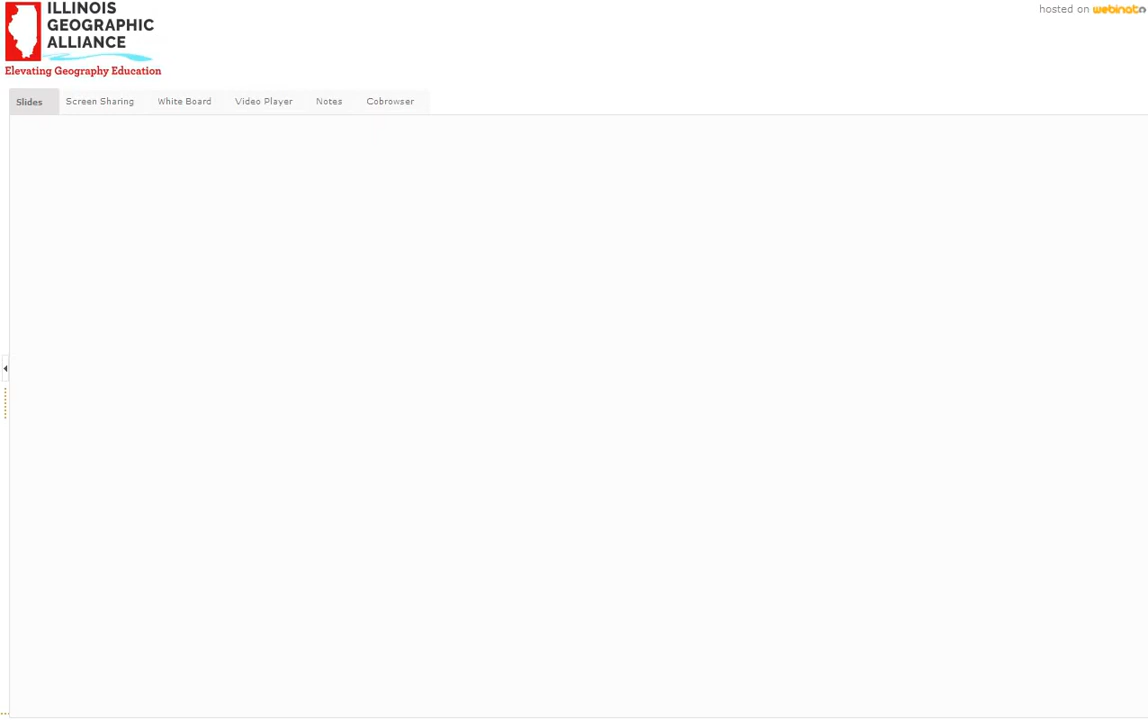 ILLINOIS
GEOGRAPHIC
ALLIANCE
Elevating Geography Education
hosted on webinato
Slides Screen Sharing White Board Video Player Notes Cobrowser